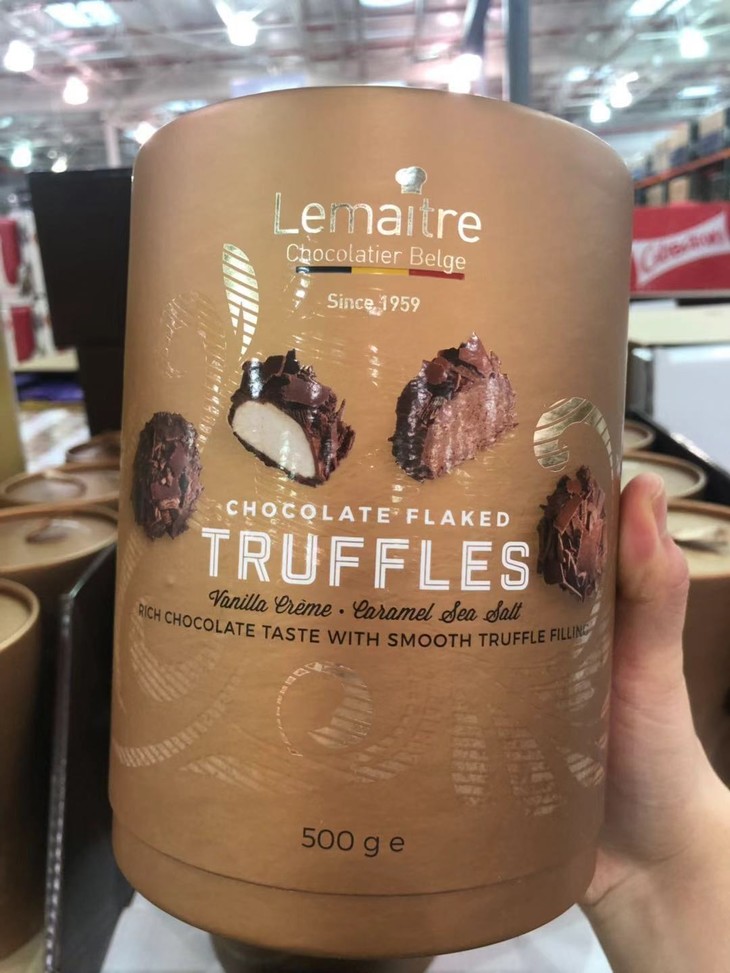 Lemaitre
Chocolatier Belge
Since 1959
CHOCOLATE FLAKED
TRUFFLES
Vanilla Crème • Caramel Sea Salt
RICH CHOCOLATE TASTE WITH SMOOTH TRUFFLE FILLING
500 g e